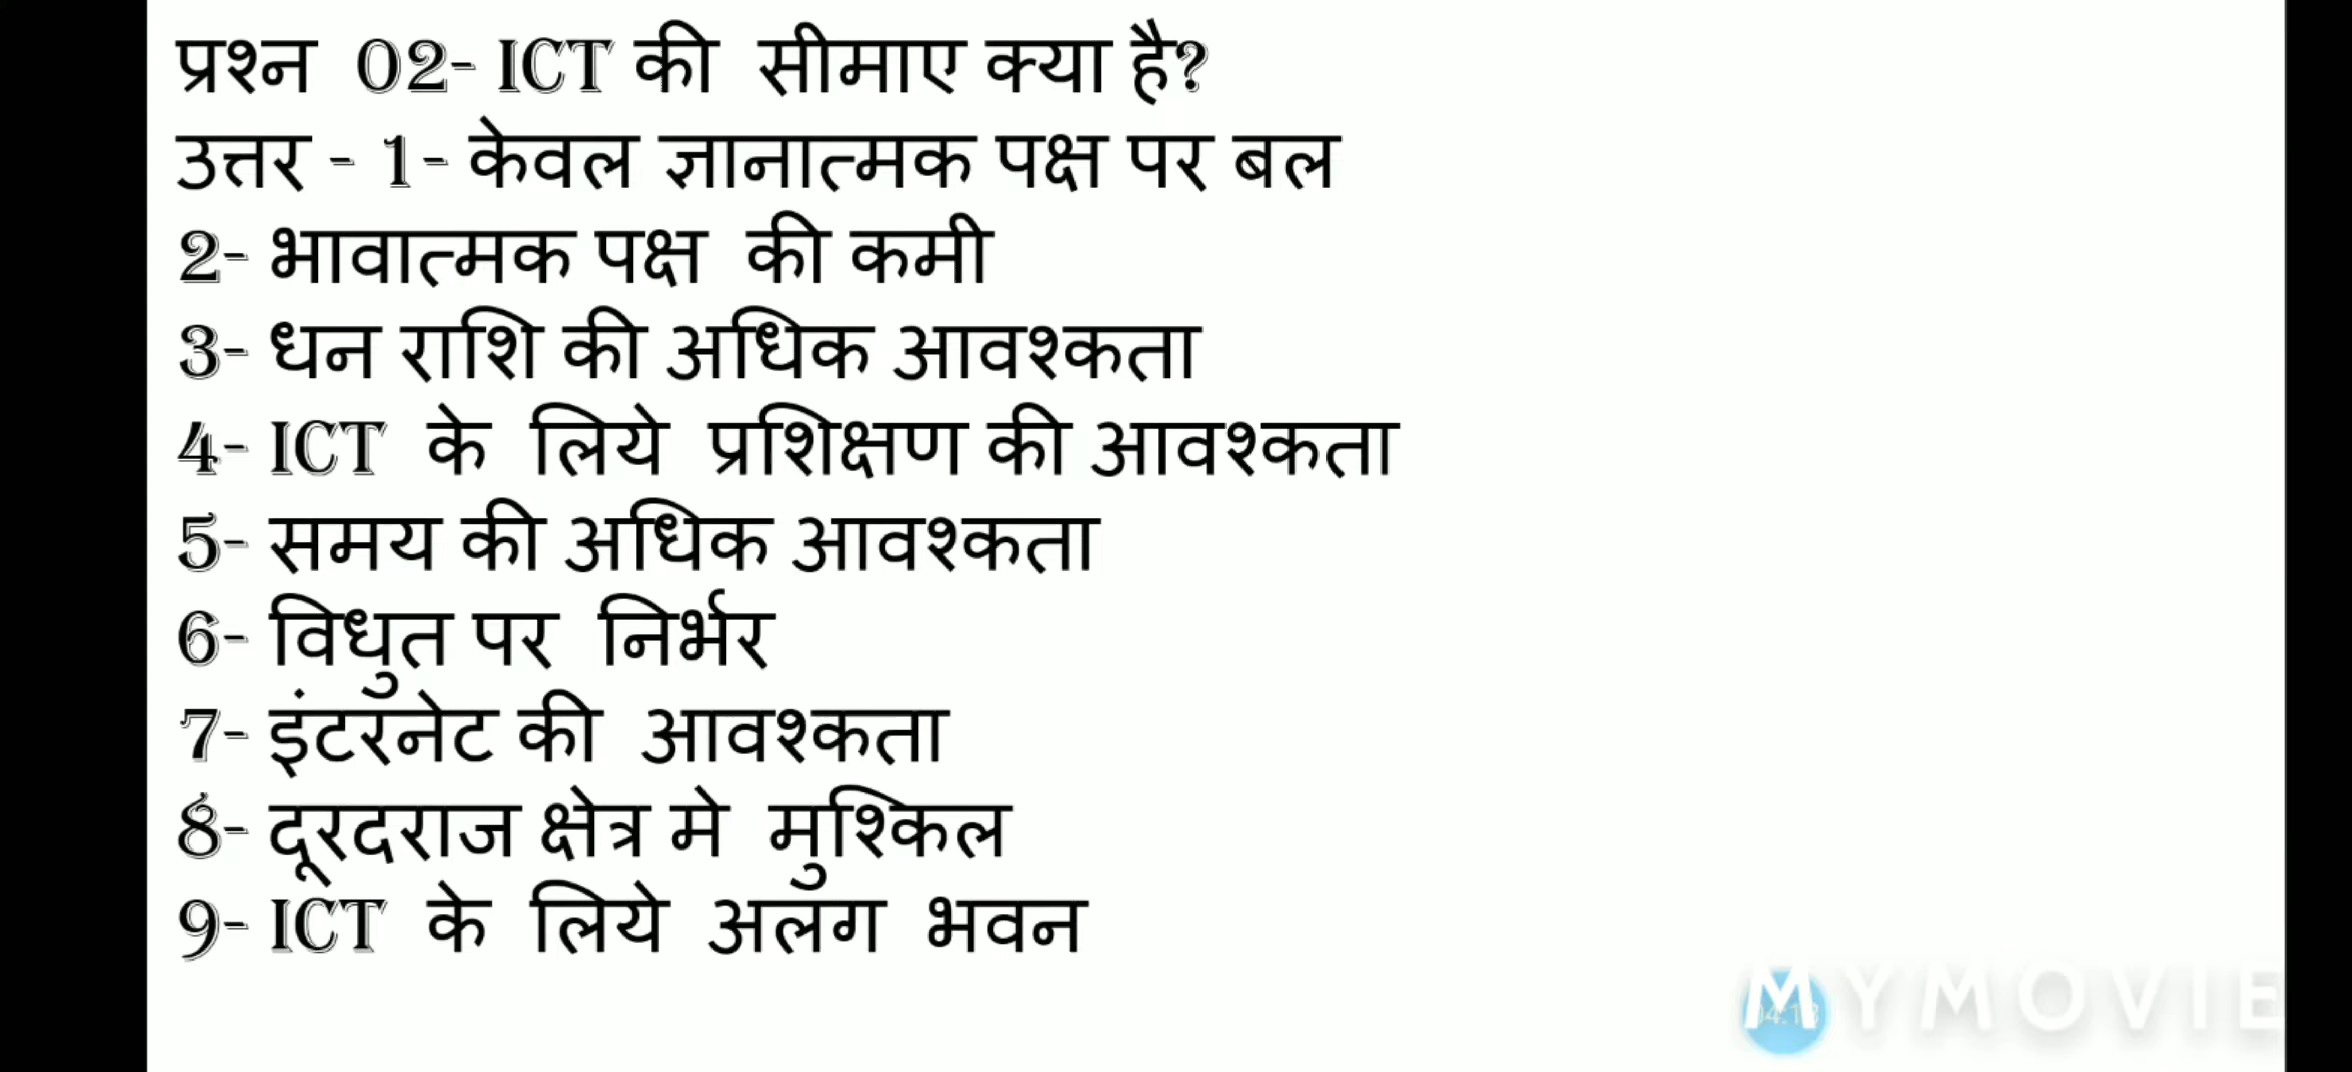 प्रश्न 02- ICT की सीमाए क्या है?
उत्तर - 1- केवल ज्ञानात्मक पक्ष पर बल
2- भावात्मक पक्ष की कमी
3- धन राशि की अधिक आवश्कता
4- ICT के लिये प्रशिक्षण की आवश्कता
5- समय की अधिक आवश्कता
6- विधुत पर निर्भर
7- इंटरनेट की आवश्कता
8- दूरदराज क्षेत्र मे मुश्किल
9- ICT के लिये अलग भवन
MYMOVIE